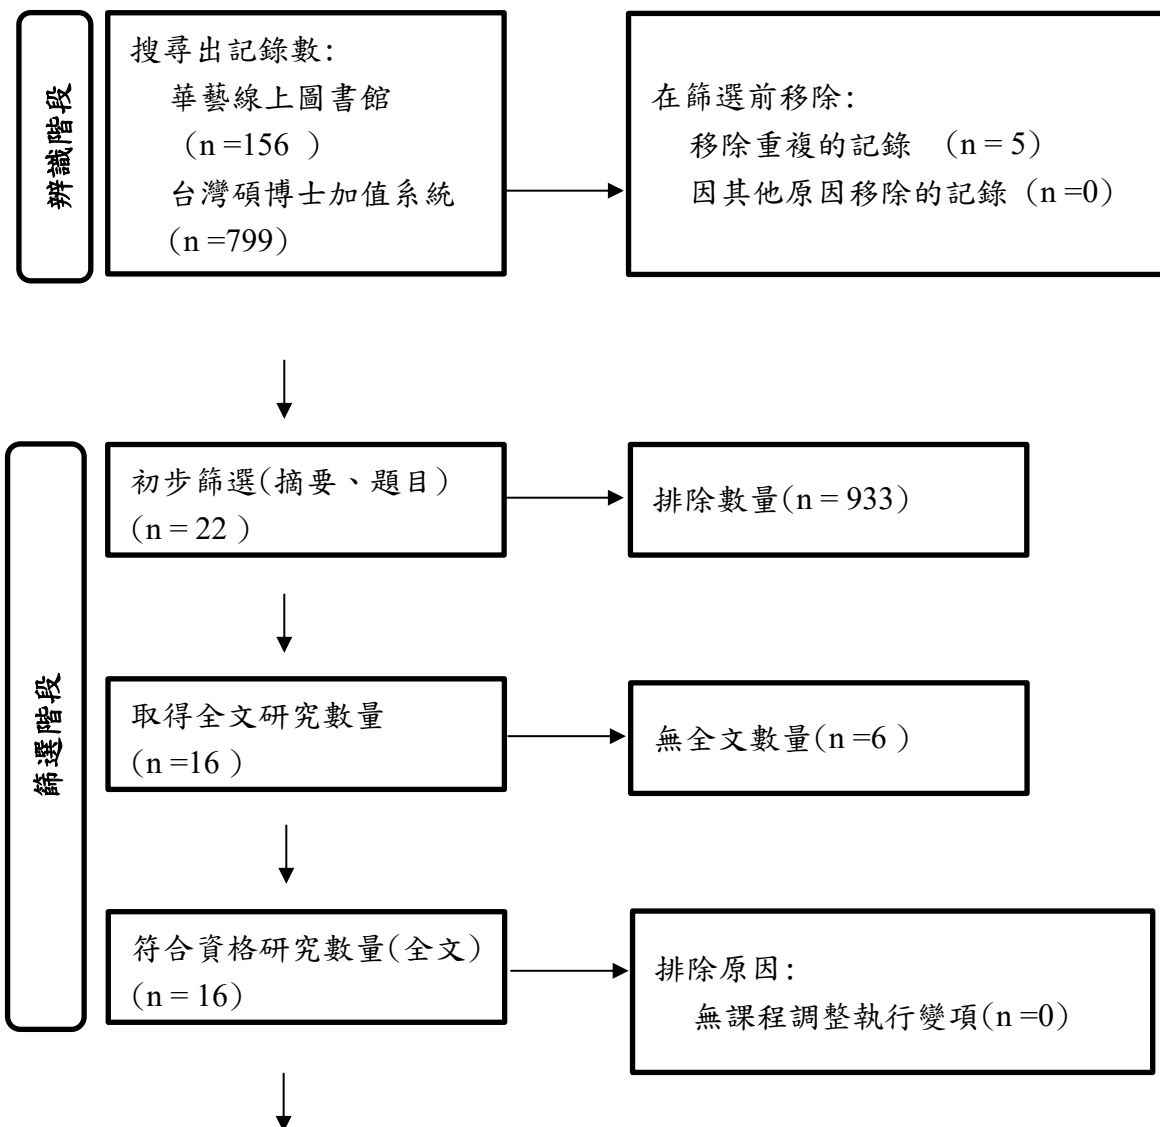 辨識階段
搜尋出記錄數:
華藝線上圖書館
(n =156 )
台灣碩博士加值系統
(n =799)
在篩選前移除:
移除重複的記錄 (n = 5)
因其他原因移除的記錄 (n =0)
篩選階段
初步篩選(摘要、題目)
(n = 22 )
排除數量(n = 933)
取得全文研究數量
(n =16 )
無全文數量(n =6 )
符合資格研究數量(全文)
(n = 16)
排除原因:
無課程調整執行變項(n =0)